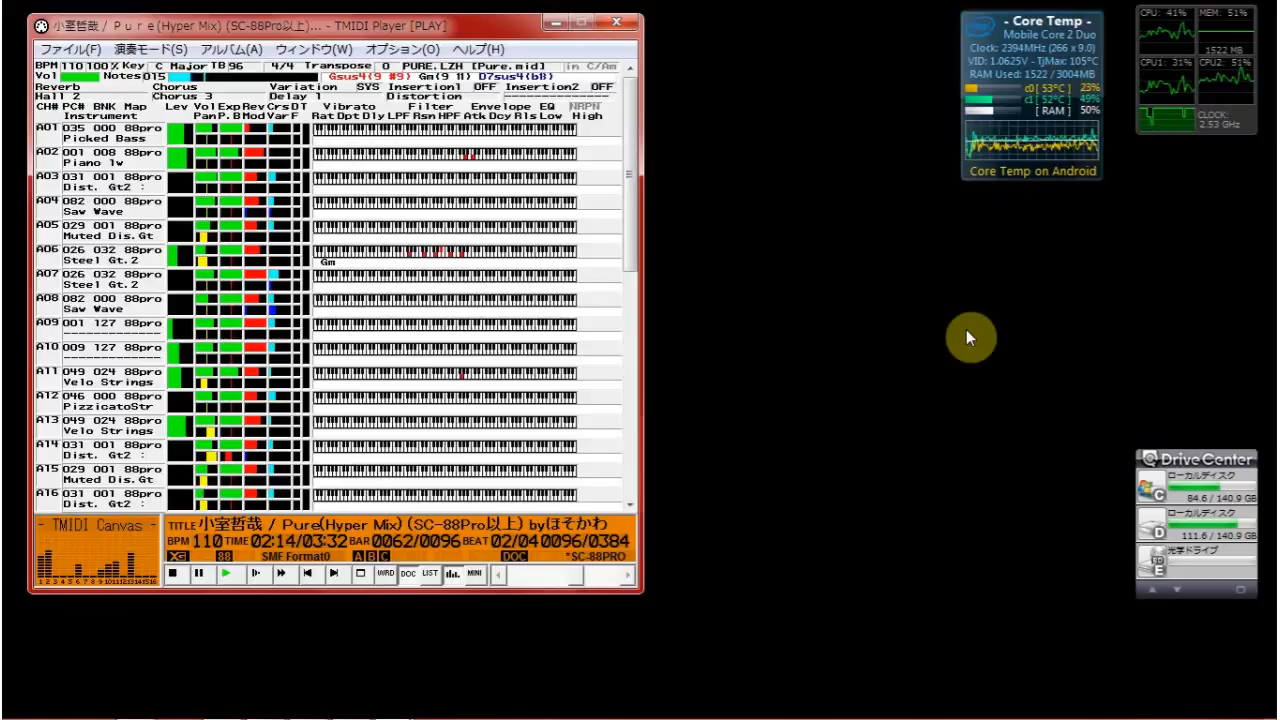 小室哲哉 / Ｐｕｒｅ(Hyper Mix) (SC-88Pro以上)... - TMIDI Player [PLAY]
ファイル(F) 演奏モード(S) アルバム(A) ウィンドウ(W) オプション(O) ヘルプ(H)
BPM 110 100% Key C Major TB 96 4/4 Transpose 0 PURE.LZH [Pure.mid] in C/Am
Vol Notes 015 Gsus4(9 #9) Gm(9 11) D7sus4(b13)
Reverb Chorus Variation SYS Insertion1 OFF Insertion2 OFF
Hall 2 Chorus 3 Delay 1 Distortion
CH# PC# BNK Map Lev Vol Exp Rev Crs DT Vibrato Filter Envelope EQ NRPN
Instrument Pan P.B Mod Var F Rat Dpt Dly LPF Rsn HPF Atk Dcy Rls Low High
A01 035 000 88pro
Picked Bass
A02 001 008 88pro
Piano 1w
A03 031 001 88pro
Dist. Gt2 :
A04 082 000 88pro
Saw Wave
A05 029 001 88pro
Muted Dis.Gt
A06 026 032 88pro
Steel Gt.2
Gm
A07 026 032 88pro
Steel Gt.2
A08 082 000 88pro
Saw Wave
A09 001 127 88pro
A10 009 127 88pro
A11 049 024 88pro
Velo Strings
A12 046 000 88pro
PizzicatoStr
A13 049 024 88pro
Velo Strings
A14 031 001 88pro
Dist. Gt2 :
A15 029 001 88pro
Muted Dis.Gt
A16 031 001 88pro
Dist. Gt2 :
- TMIDI Canvas -
1 2 3 4 5 6 7 8 9 10 11 12 13 14 15 16
TITLE 小室哲哉 / Pure(Hyper Mix) (SC-88Pro以上) byほそかわ
BPM 110 TIME 02:14/03:32 BAR 0062/0096 BEAT 02/04 0096/0384
XG 88 SMF Format0 A B C DOC *SC-88PRO
WRD DOC LIST MINI
- Core Temp -
Mobile Core 2 Duo
Clock: 2394MHz (266 x 9.0)
VID: 1.0625V - TjMax: 105°C
RAM Used: 1522 / 3004MB
c0 [ 53°C ] 23%
c1 [ 52°C ] 49%
[ RAM ] 50%
Core Temp on Android
CPU: 41% MEM: 51%
1522 MB
CPU1: 31% CPU2: 51%
CLOCK:
2.53 GHz
DriveCenter
ローカルディスク
C
84.6 / 140.9 GB
ローカルディスク
D
111.6 / 140.9GB
光学ドライブ
E